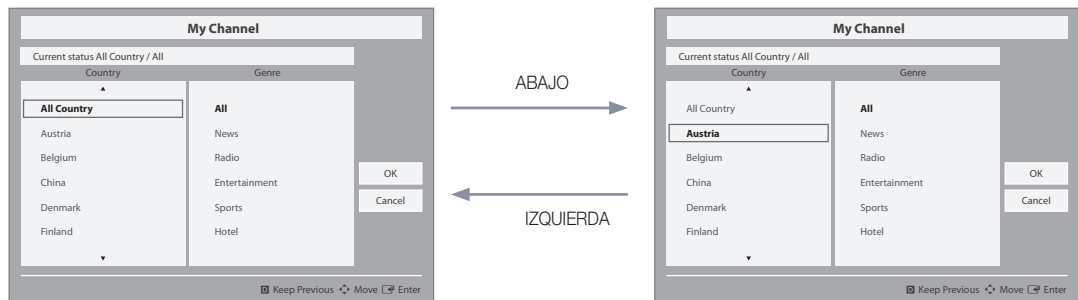 My Channel
Current status All Country / All
Country Genre
All Country All
Austria News
Belgium Radio
China Entertainment
Denmark Sports
Finland Hotel
OK
Cancel
Keep Previous Move Enter
ABAJO
IZQUIERDA
My Channel
Current status All Country / All
Country Genre
All Country All
Austria News
Belgium Radio
China Entertainment
Denmark Sports
Finland Hotel
OK
Cancel
Keep Previous Move Enter